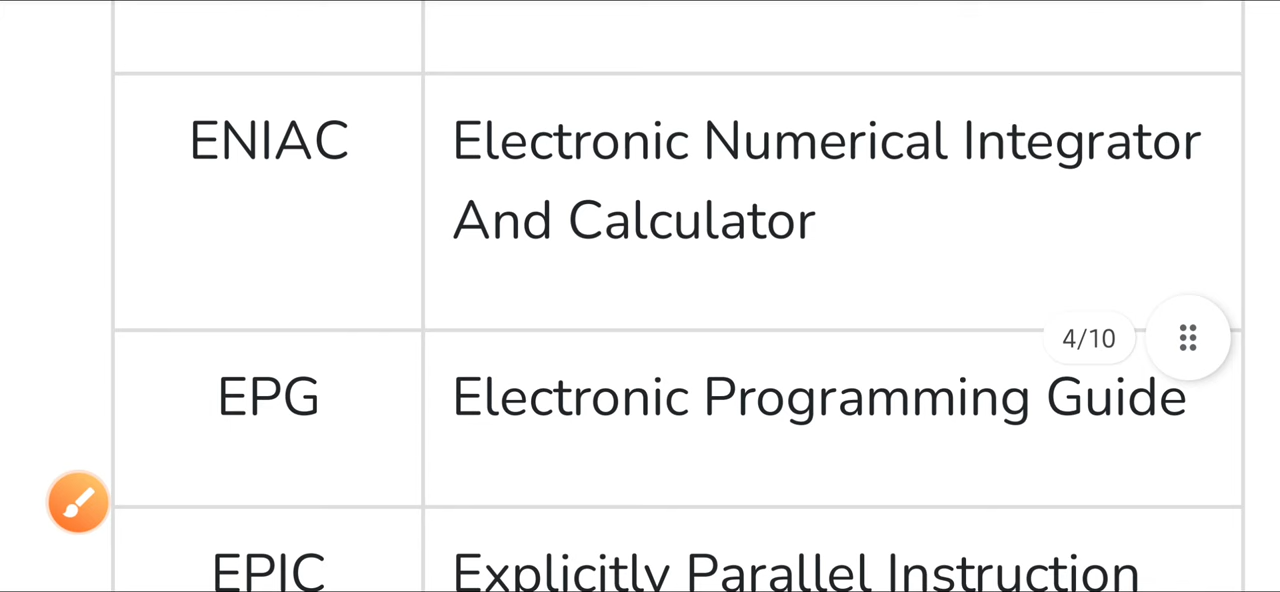 ENIAC
Electronic Numerical Integrator
And Calculator
4/10
EPG
Electronic Programming Guide
EPIC
Explicitly Parallel Instruction